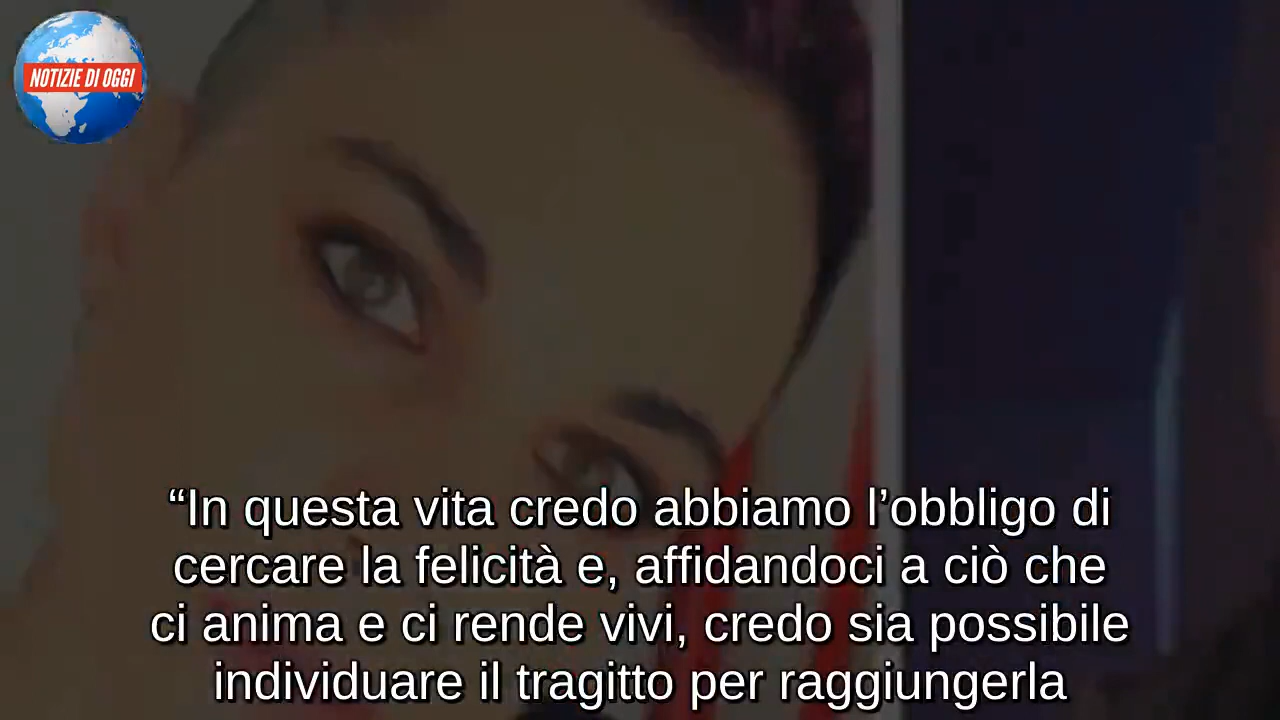 NOTIZIE DI OGGI
“In questa vita credo abbiamo l’obbligo di
cercare la felicità e, affidandoci a ciò che
ci anima e ci rende vivi, credo sia possibile
individuare il tragitto per raggiungerla